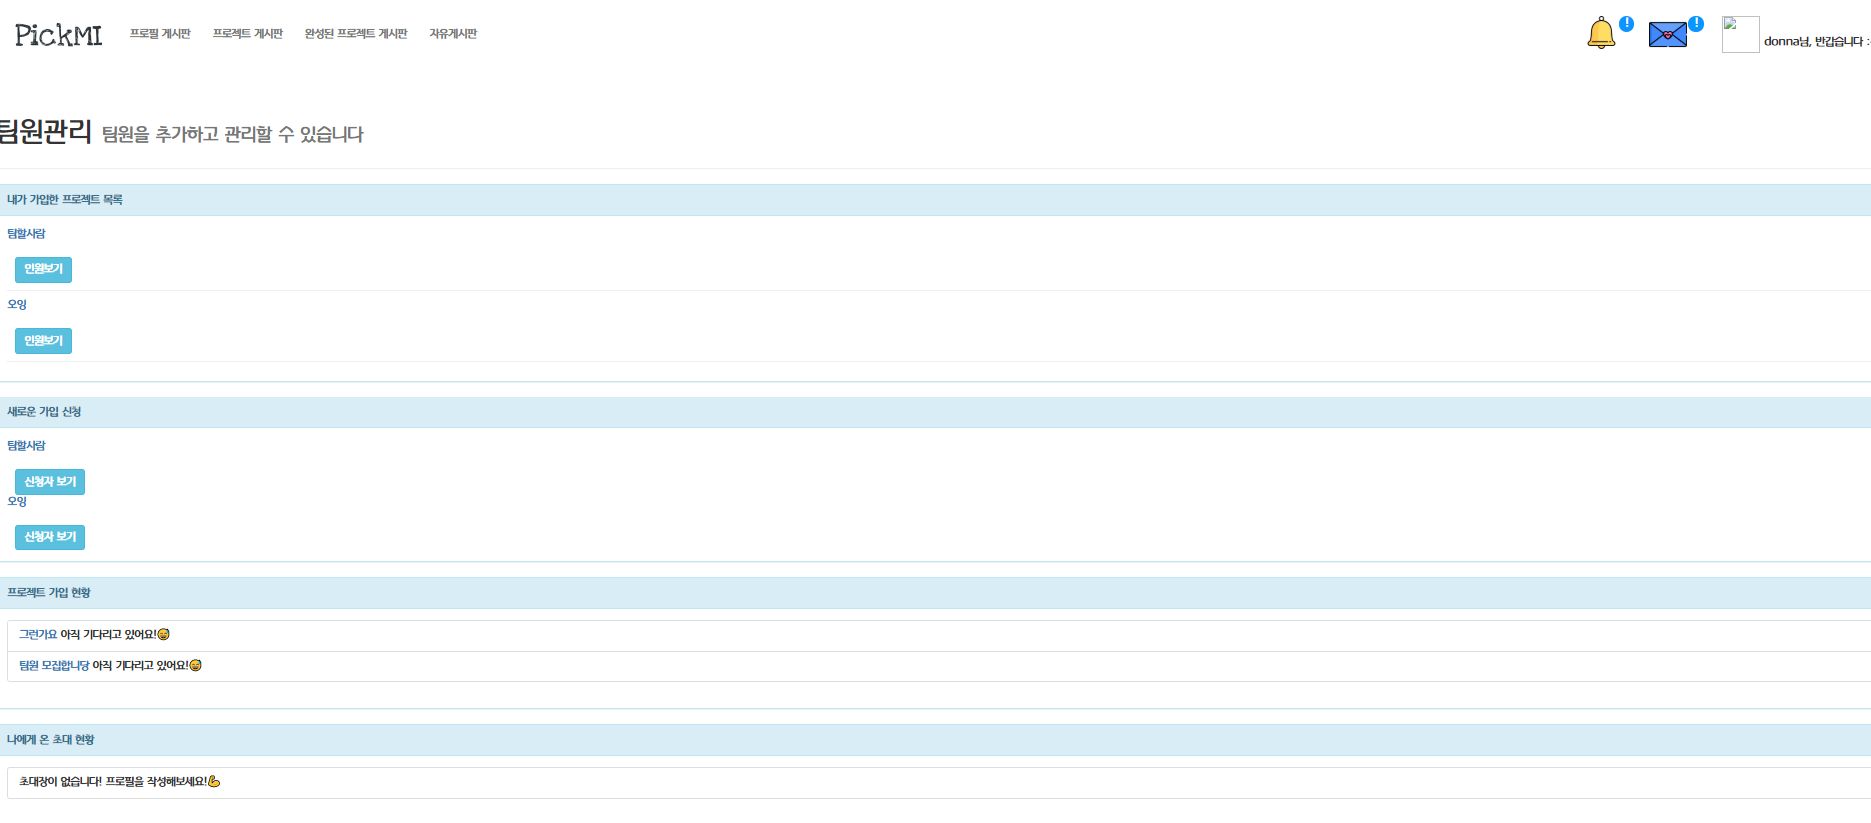 PickMI 프로필 게시판 프로젝트 게시판 완성된 프로젝트 게시판 자유게시판 ! ! donna님, 반갑습니다 :
팀원관리 팀원을 추가하고 관리할 수 있습니다
내가 가입한 프로젝트 목록
팀할사람
인원보기
오잉
인원보기
새로운 가입 신청
팀할사람
신청자 보기
오잉
신청자 보기
프로젝트 가입 현황
그런가요 아직 기다리고 있어요!😅
팀원 모집합니당 아직 기다리고 있어요!😅
나에게 온 초대 현황
초대장이 없습니다! 프로필을 작성해보세요!💪